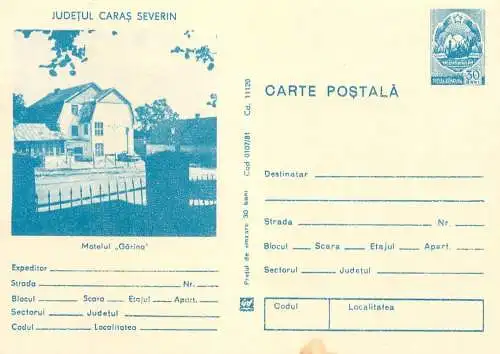 JUDEȚUL CARAȘ SEVERIN
Motelul „Gărina"
Expeditor
Strada Nr.
Blocul Scara Etajul Apart.
Sectorul Județul
Codul Localitatea
Prețul de vînzare 30 bani Cod 0107/81 Cd. 11120
CARTE POȘTALĂ
30
Destinatar
Strada Nr.
Blocul Scara Etajul Apart.
Sectorul Județul
Codul Localitatea